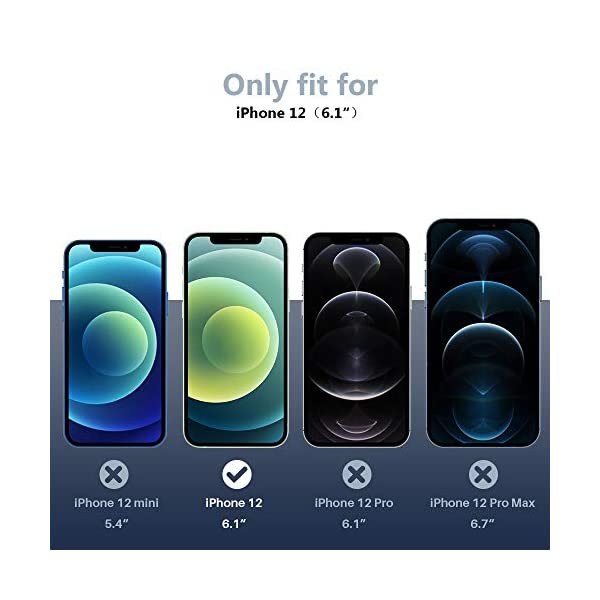 Only fit for
iPhone 12（6.1”）
iPhone 12 mini
5.4”
iPhone 12
6.1”
iPhone 12 Pro
6.1”
iPhone 12 Pro Max
6.7”